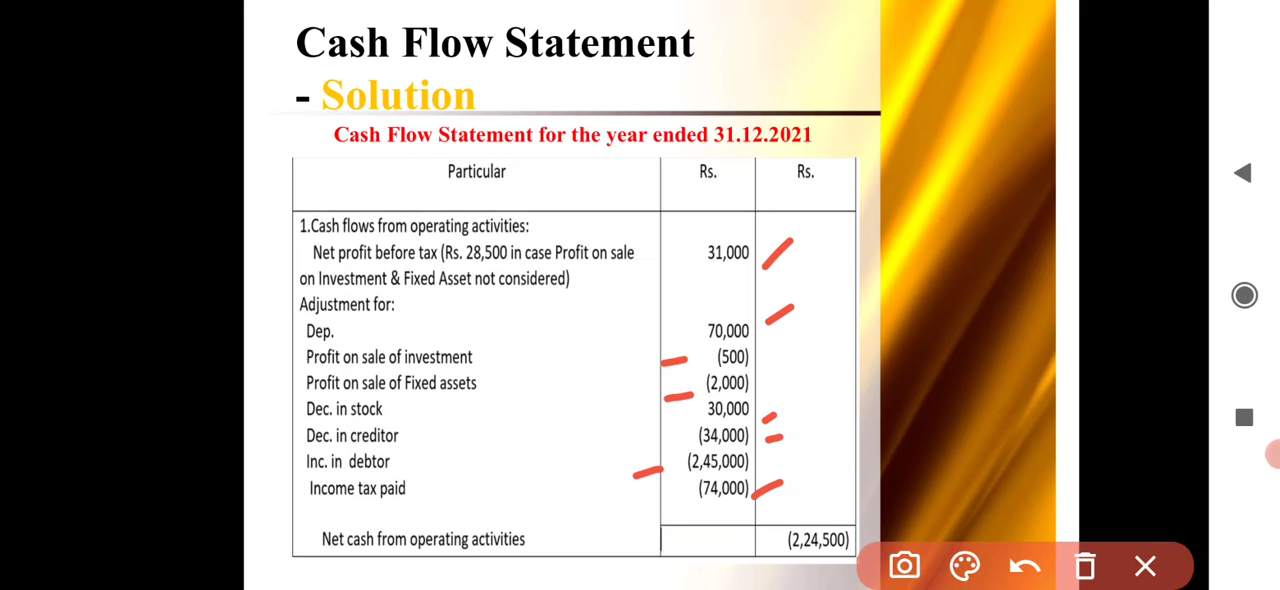 Cash Flow Statement
- Solution
Cash Flow Statement for the year ended 31.12.2021
Particular Rs. Rs.
1.Cash flows from operating activities:
Net profit before tax (Rs. 28,500 in case Profit on sale 31,000
on Investment & Fixed Asset not considered)
Adjustment for:
Dep. 70,000
Profit on sale of investment (500)
Profit on sale of Fixed assets (2,000)
Dec. in stock 30,000
Dec. in creditor (34,000)
Inc. in debtor (2,45,000)
Income tax paid (74,000)
Net cash from operating activities (2,24,500)